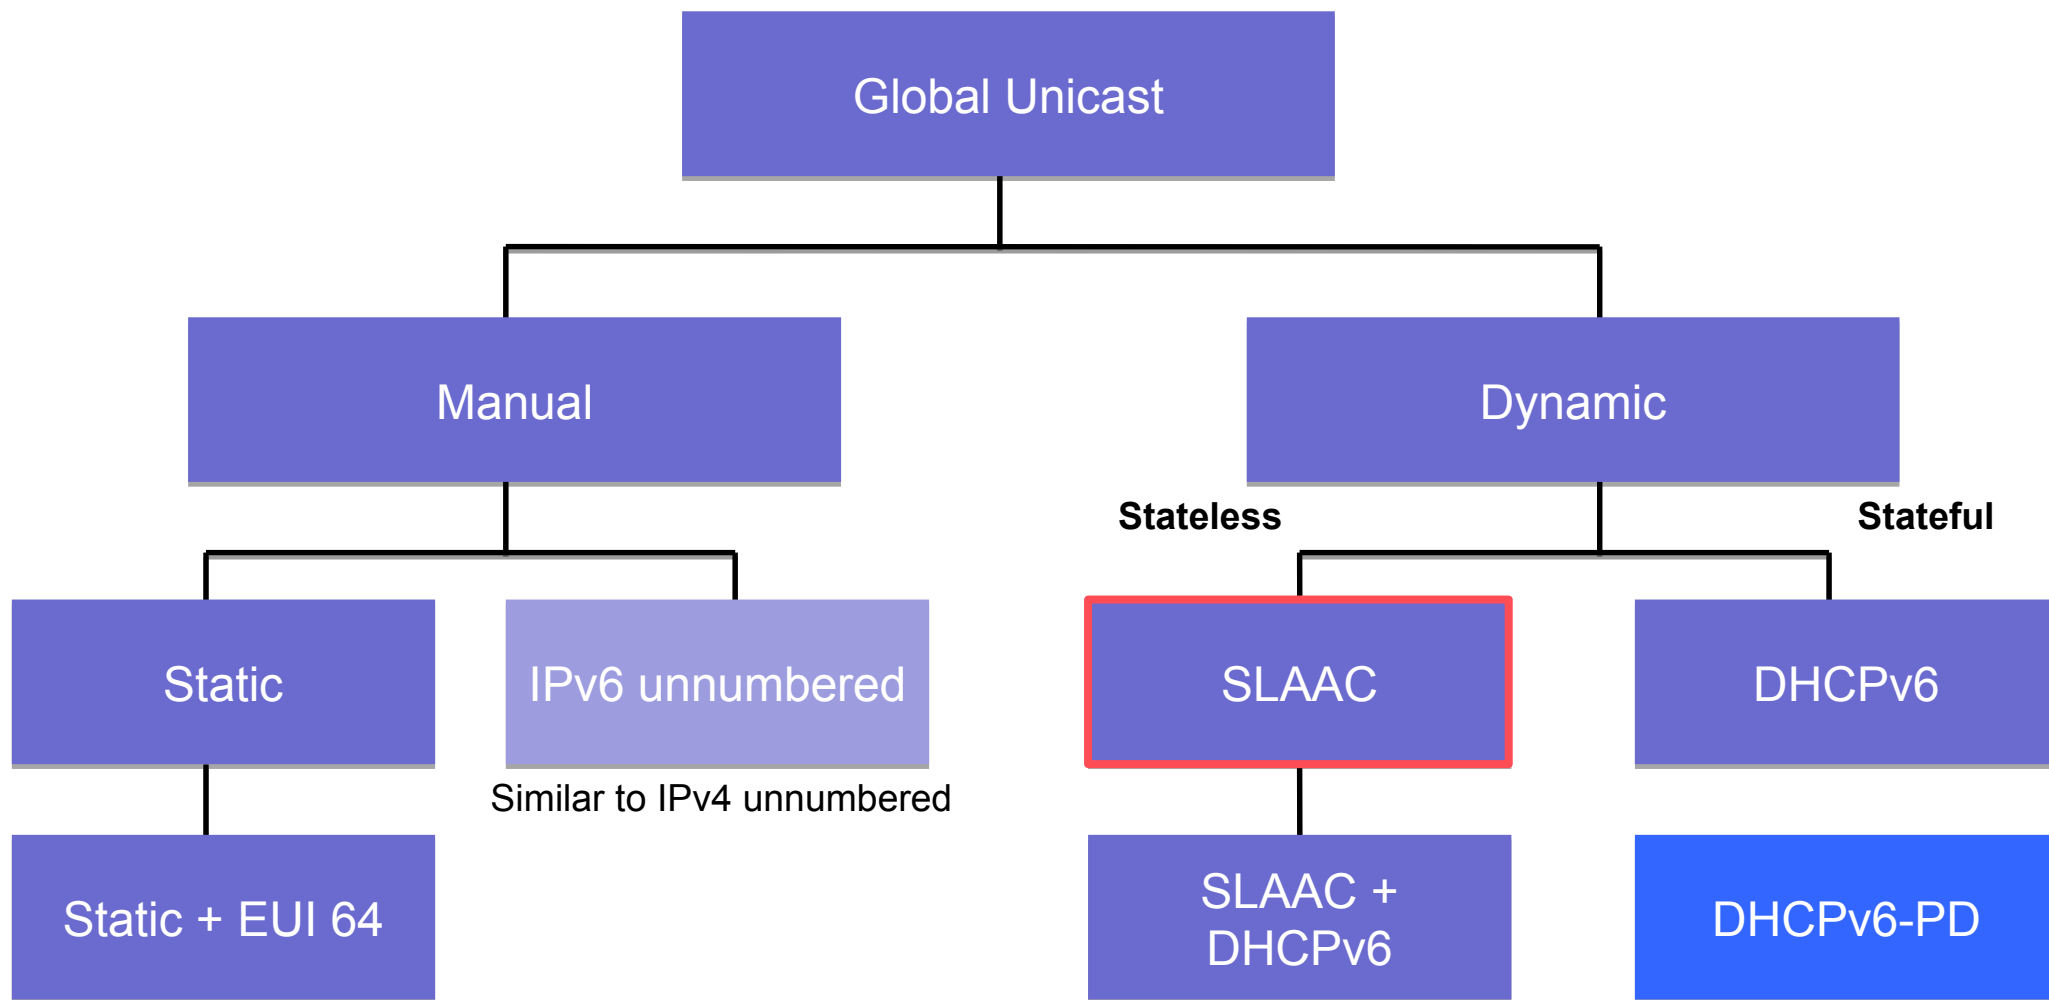 Global Unicast
Manual
Dynamic
Stateless
Stateful
Static
IPv6 unnumbered
SLAAC
DHCPv6
Similar to IPv4 unnumbered
Static + EUI 64
SLAAC +
DHCPv6
DHCPv6-PD